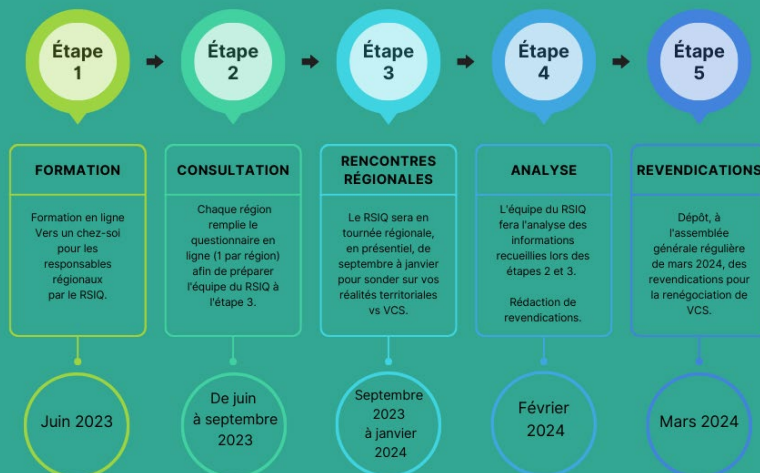 Étape
1
Étape
2
Étape
3
Étape
4
Étape
5
FORMATION
Formation en ligne
Vers un chez-soi
pour les
responsables
régionaux
par le RSIQ.
Juin 2023
CONSULTATION
Chaque région
remplie le
questionnaire en
ligne (1 par région)
afin de préparer
l'équipe du RSIQ à
l'étape 3.
De juin
à septembre
2023
RENCONTRES
RÉGIONALES
Le RSIQ sera en
tournée régionale,
en présentiel, de
septembre à janvier
pour sonder sur vos
réalités territoriales
vs VCS.
Septembre
2023
à janvier
2024
ANALYSE
L'équipe du RSIQ
fera l'analyse des
informations
recueillies lors des
étapes 2 et 3.
Rédaction de
revendications.
Février
2024
REVENDICATIONS
Dépôt, à
l'assemblée
générale régulière
de mars 2024, des
revendications pour
la renégociation de
VCS.
Mars 2024